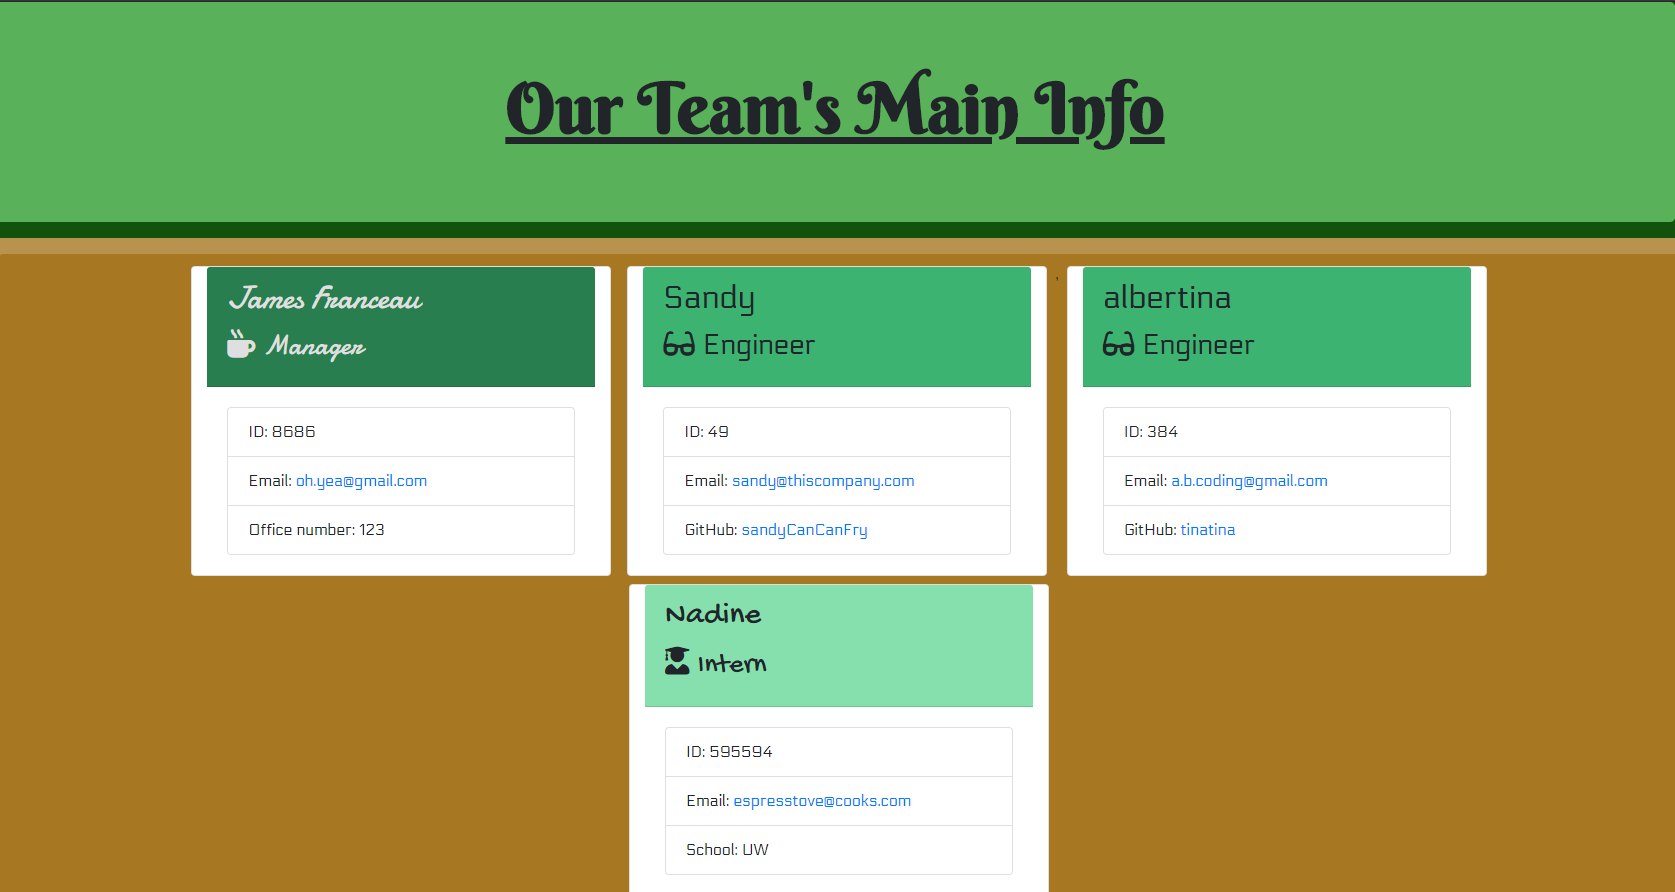 Our Team's Main Info
James Franceau
Manager
ID: 8686
Email: oh.yea@gmail.com
Office number: 123
Sandy
Engineer
ID: 49
Email: sandy@thiscompany.com
GitHub: sandyCanCanFry
,
albertina
Engineer
ID: 384
Email: a.b.coding@gmail.com
GitHub: tinatina
Nadine
Intern
ID: 595594
Email: espresstove@cooks.com
School: UW